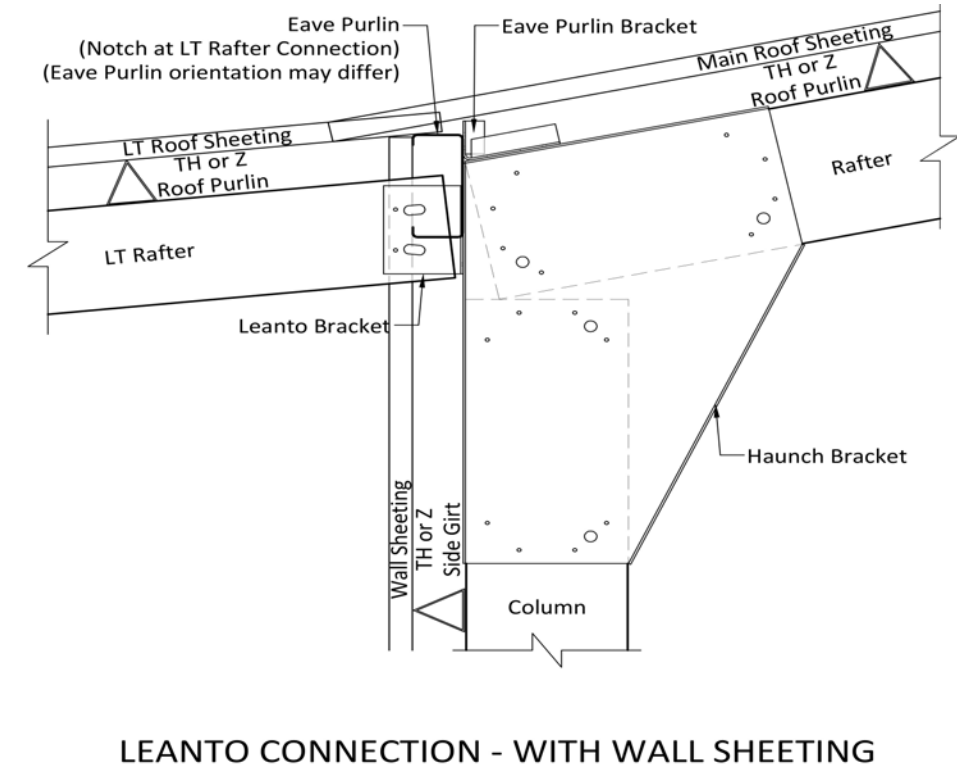 Eave Purlin
(Notch at LT Rafter Connection)
(Eave Purlin orientation may differ)
Eave Purlin Bracket
Main Roof Sheeting
TH or Z
Roof Purlin
Rafter
LT Roof Sheeting
TH or Z
Roof Purlin
LT Rafter
Leanto Bracket
Haunch Bracket
Wall Sheeting
TH or Z
Side Girt
Column
LEANTO CONNECTION - WITH WALL SHEETING